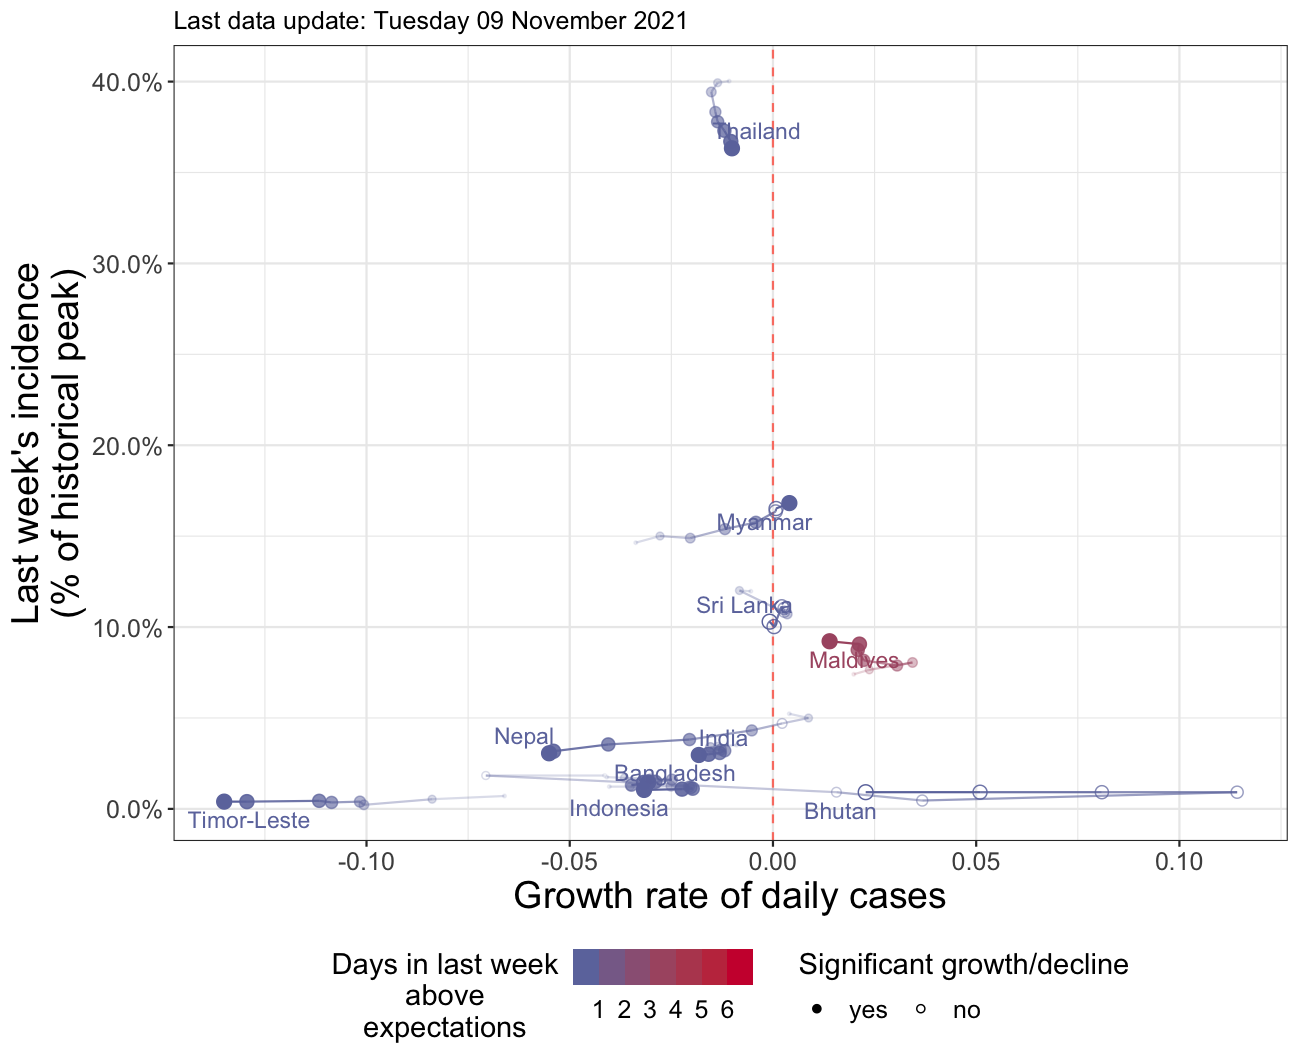 Last data update: Tuesday 09 November 2021
Last week's incidence
(% of historical peak)
40.0%
30.0%
20.0%
10.0%
0.0%
Thailand
Myanmar
Sri Lanka
Maldives
Nepal
India
Bangladesh
Indonesia
Bhutan
Timor-Leste
-0.10
-0.05
0.00
0.05
0.10
Growth rate of daily cases
Days in last week
above
expectations
1 2 3 4 5 6
Significant growth/decline
yes no